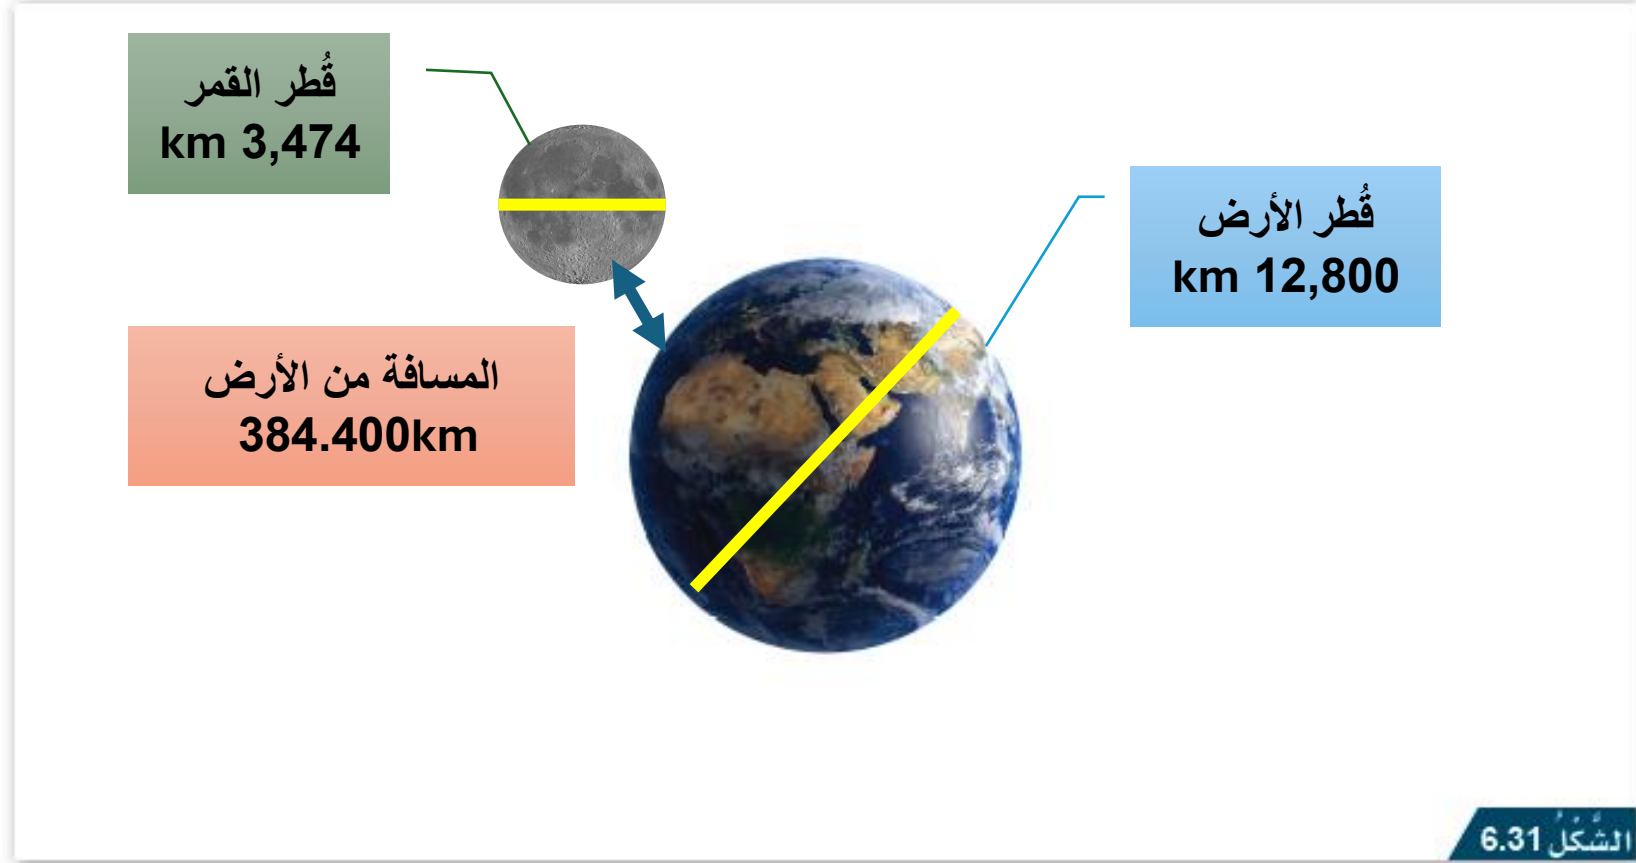 قُطر القمر
3,474 km
قُطر الأرض
12,800 km
المسافة من الأرض
384.400km
الشَّكْلُ 6.31